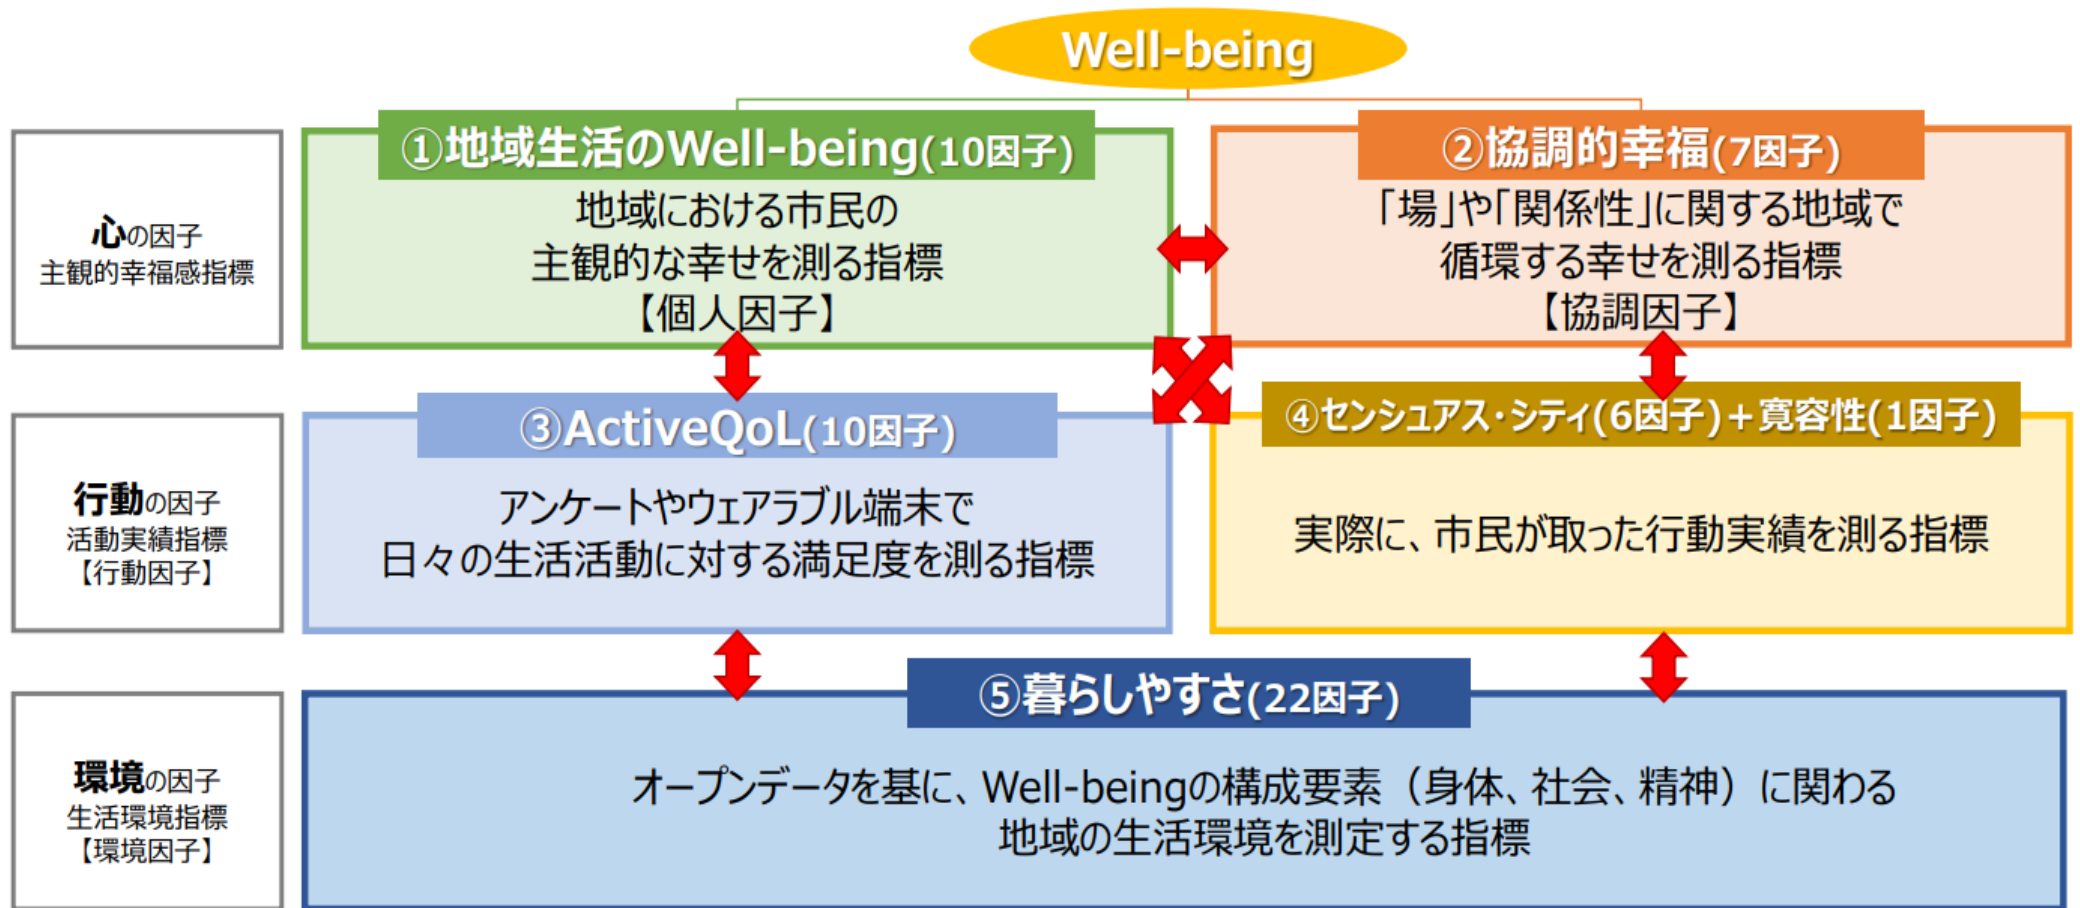 Well-being
①地域生活のWell-being(10因子)
②協調的幸福(7因子)
心の因子
主観的幸福感指標
地域における市民の
主観的な幸せを測る指標
【個人因子】
「場」や「関係性」に関する地域で
循環する幸せを測る指標
【協調因子】
③ActiveQoL(10因子)
④センシュアス・シティ(6因子)+寛容性(1因子)
行動の因子
活動実績指標
【行動因子】
アンケートやウェアラブル端末で
日々の生活活動に対する満足度を測る指標
実際に、市民が取った行動実績を測る指標
⑤暮らしやすさ(22因子)
環境の因子
生活環境指標
【環境因子】
オープンデータを基に、Well-beingの構成要素（身体、社会、精神）に関わる
地域の生活環境を測定する指標